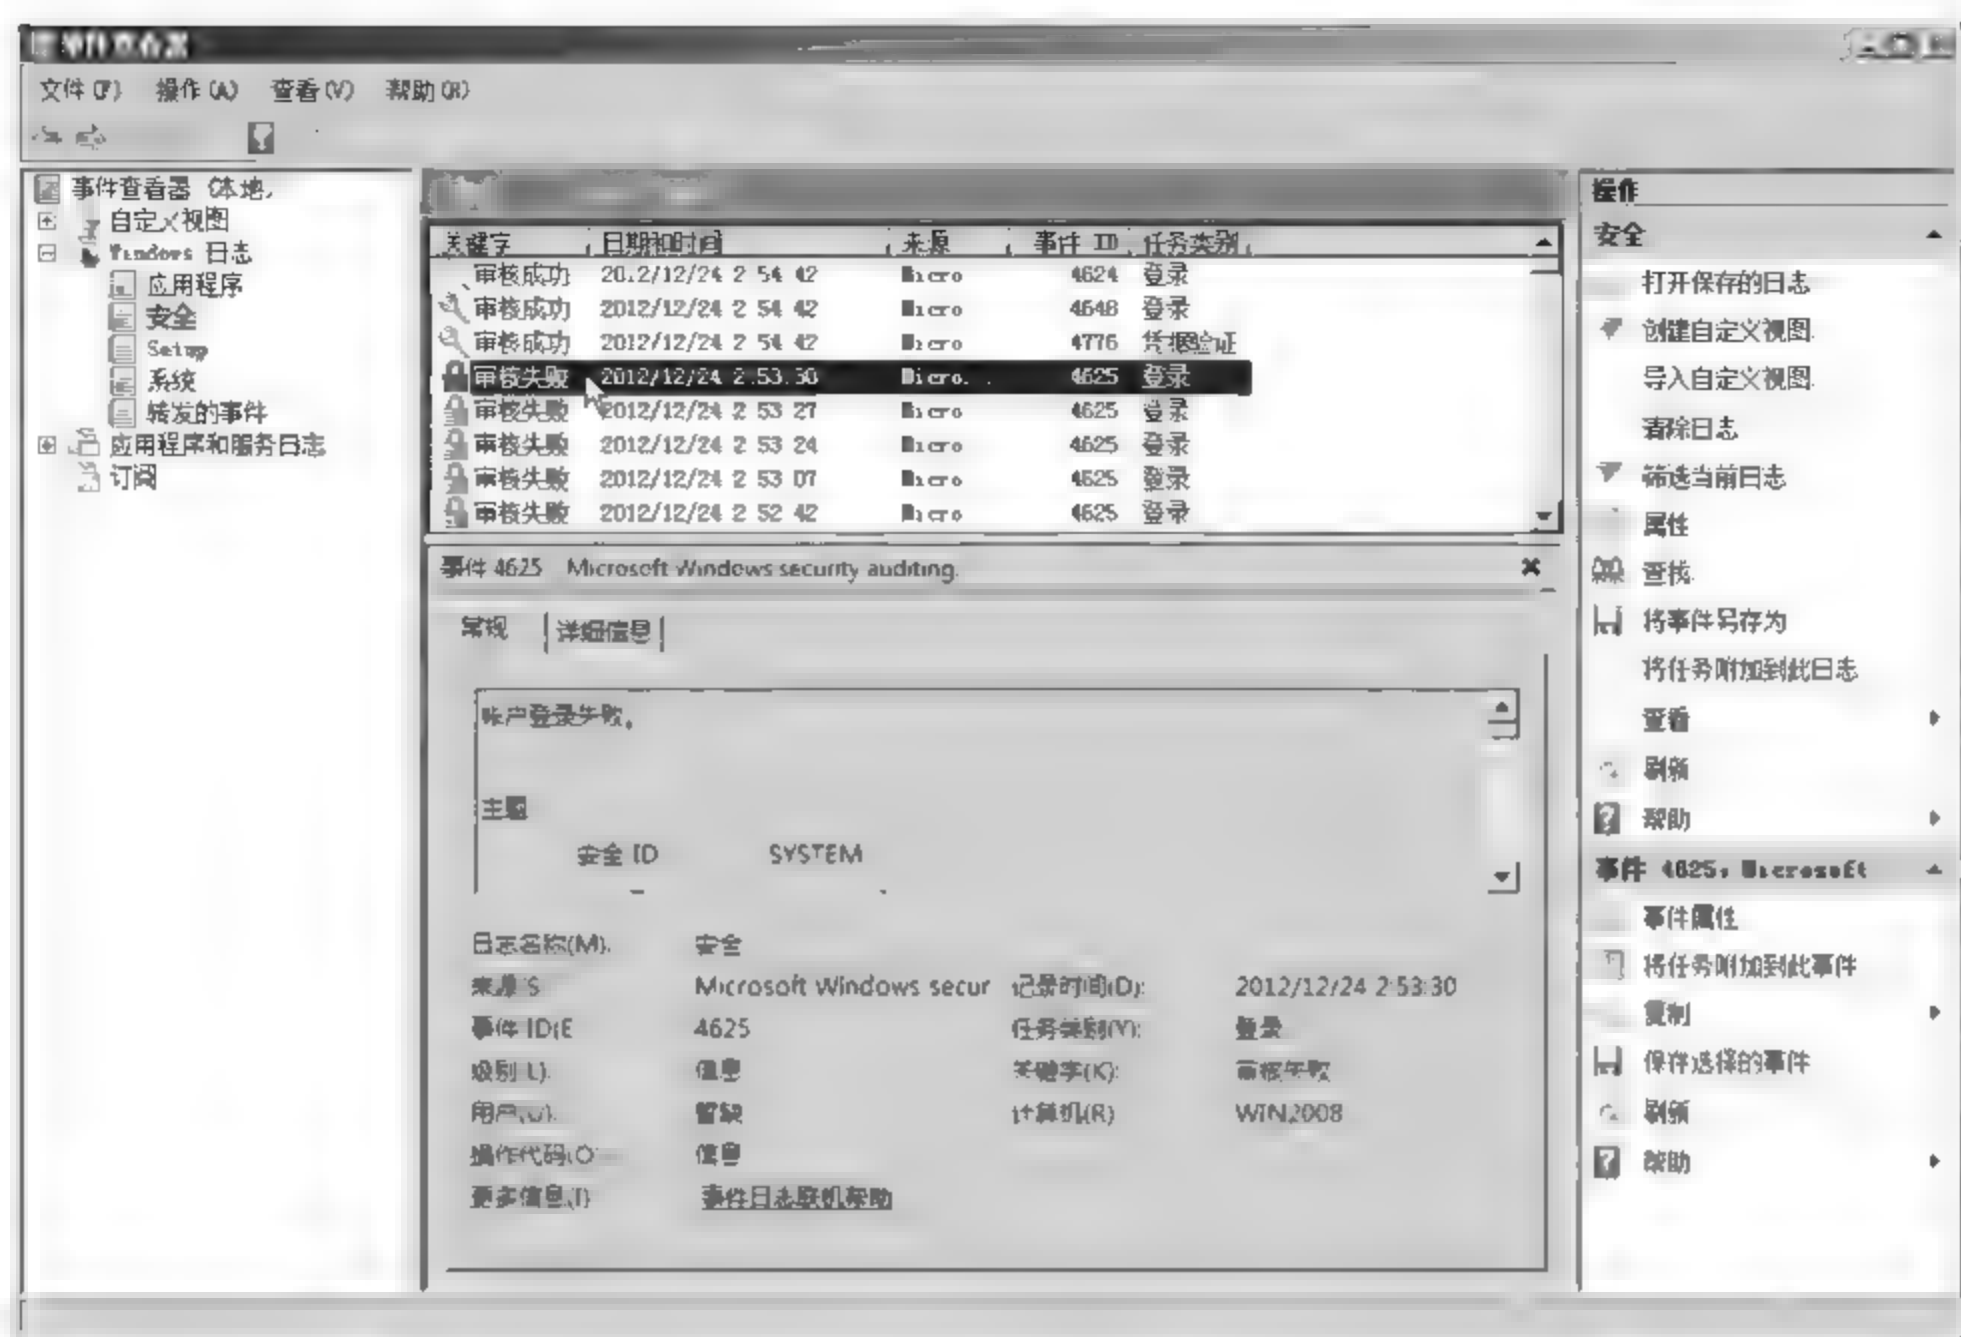 事件查看器
文件(F) 操作(A) 查看(V) 帮助(H)
事件查看器 (本地)
自定义视图
Windows 日志
应用程序
安全
Setup
系统
转发的事件
应用程序和服务日志
订阅
关键字 日期和时间 来源 事件 ID 任务类别
审核成功 2012/12/24 2 54 42 Micro 4624 登录
审核成功 2012/12/24 2 54 42 Micro 4648 登录
审核成功 2012/12/24 2 54 42 Micro 4776 凭据验证
审核失败 2012/12/24 2:53:30 Micro... 4625 登录
审核失败 2012/12/24 2 53 27 Micro 4625 登录
审核失败 2012/12/24 2 53 24 Micro 4625 登录
审核失败 2012/12/24 2 53 07 Micro 4625 登录
审核失败 2012/12/24 2 52 42 Micro 4625 登录
事件 4625 Microsoft Windows security auditing.
常规 详细信息
帐户登录失败。
主题
安全 ID SYSTEM
日志名称(M): 安全
来源(S Microsoft Windows secur 记录时间(D): 2012/12/24 2:53:30
事件 ID(E 4625 任务类别(Y): 登录
级别(L): 信息 关键字(K): 审核失败
用户(U): 暂缺 计算机(R) WIN2008
操作代码(O) 信息
更多信息(I) 事件日志联机帮助
操作
安全
打开保存的日志
创建自定义视图
导入自定义视图
清除日志
筛选当前日志
属性
查找
将事件另存为
将任务附加到此日志
查看
刷新
帮助
事件 4625, Microsoft
事件属性
将任务附加到此事件
复制
保存选择的事件
刷新
帮助